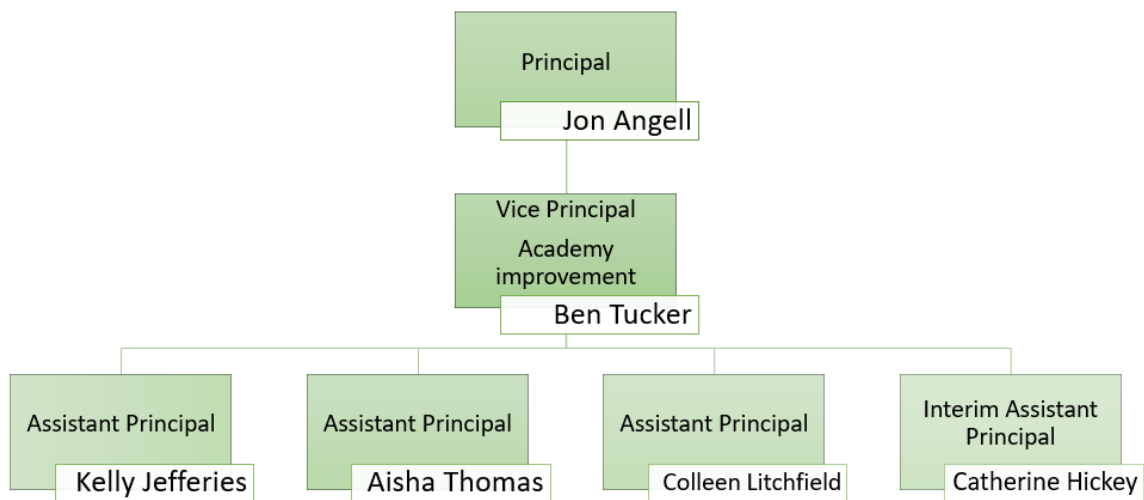 Principal
Jon Angell
Vice Principal
Academy
improvement
Ben Tucker
Assistant Principal
Kelly Jefferies
Assistant Principal
Aisha Thomas
Assistant Principal
Colleen Litchfield
Interim Assistant
Principal
Catherine Hickey